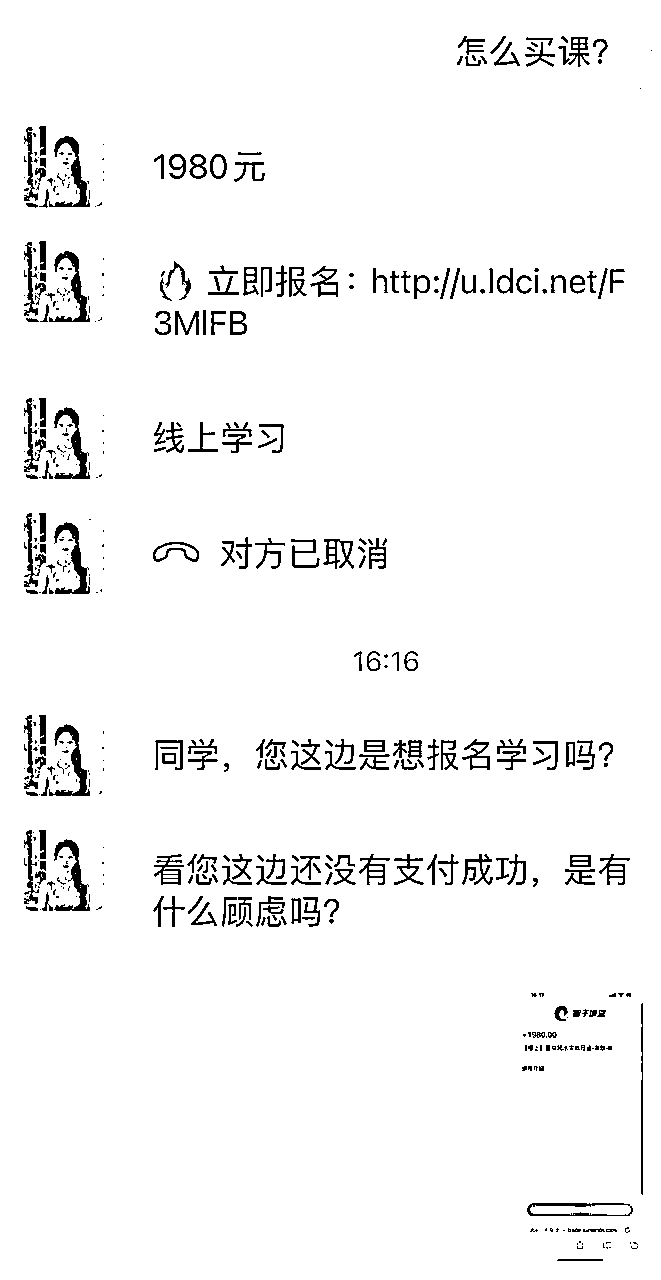 怎么买课？
1980元
立即报名：http://u.ldci.net/F
3MlFB
线上学习
对方已取消
16:16
同学，您这边是想报名学习吗？
看您这边还没有支付成功，是有
什么顾虑吗？
1980.00